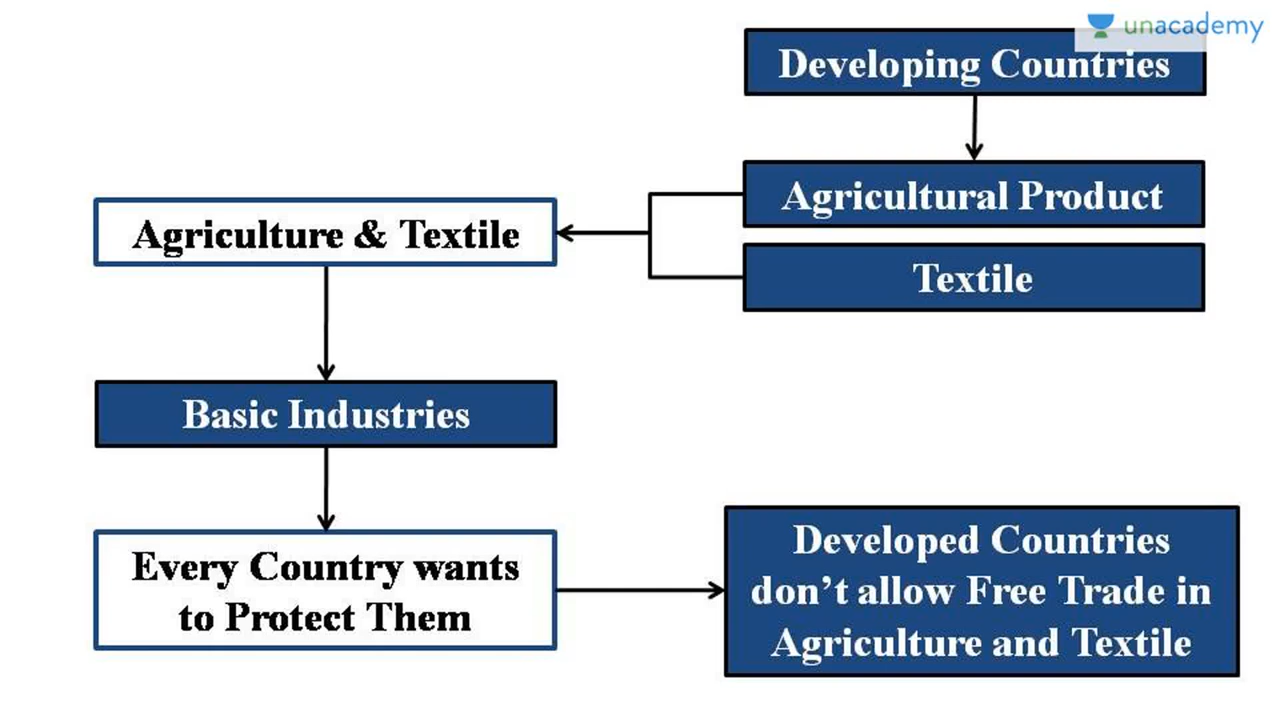 unacademy
Developing Countries
Agricultural Product
Textile
Agriculture & Textile
Basic Industries
Every Country wants
to Protect Them
Developed Countries
don't allow Free Trade in
Agriculture and Textile